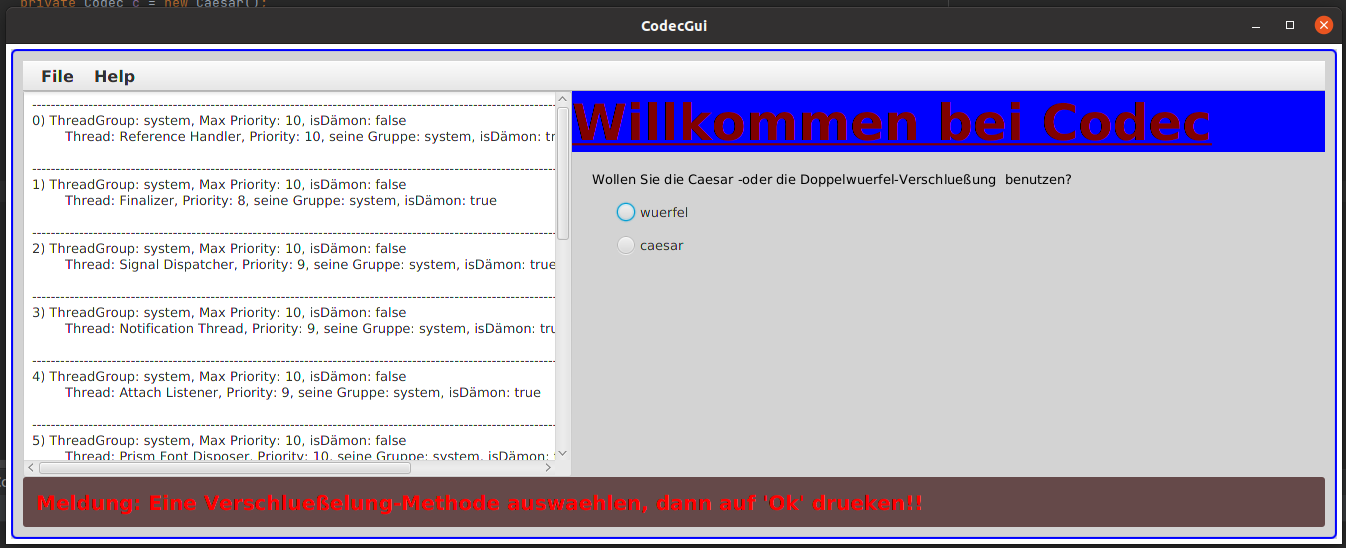 private Codec c = new Caesar();
CodecGui
File Help
0) ThreadGroup: system, Max Priority: 10, isDämon: false
Thread: Reference Handler, Priority: 10, seine Gruppe: system, isDämon: tr
1) ThreadGroup: system, Max Priority: 10, isDämon: false
Thread: Finalizer, Priority: 8, seine Gruppe: system, isDämon: true
2) ThreadGroup: system, Max Priority: 10, isDämon: false
Thread: Signal Dispatcher, Priority: 9, seine Gruppe: system, isDämon: true
3) ThreadGroup: system, Max Priority: 10, isDämon: false
Thread: Notification Thread, Priority: 9, seine Gruppe: system, isDämon: tru
4) ThreadGroup: system, Max Priority: 10, isDämon: false
Thread: Attach Listener, Priority: 9, seine Gruppe: system, isDämon: true
5) ThreadGroup: system, Max Priority: 10, isDämon: false
Thread: Prism Font Disposer, Priority: 10, seine Gruppe: system, isDämon:
Willkommen bei Codec
Wollen Sie die Caesar -oder die Doppelwuerfel-Verschlueßung  benutzen?
wuerfel
caesar
Meldung: Eine Verschlueßelung-Methode auswaehlen, dann auf 'Ok' drueken!!